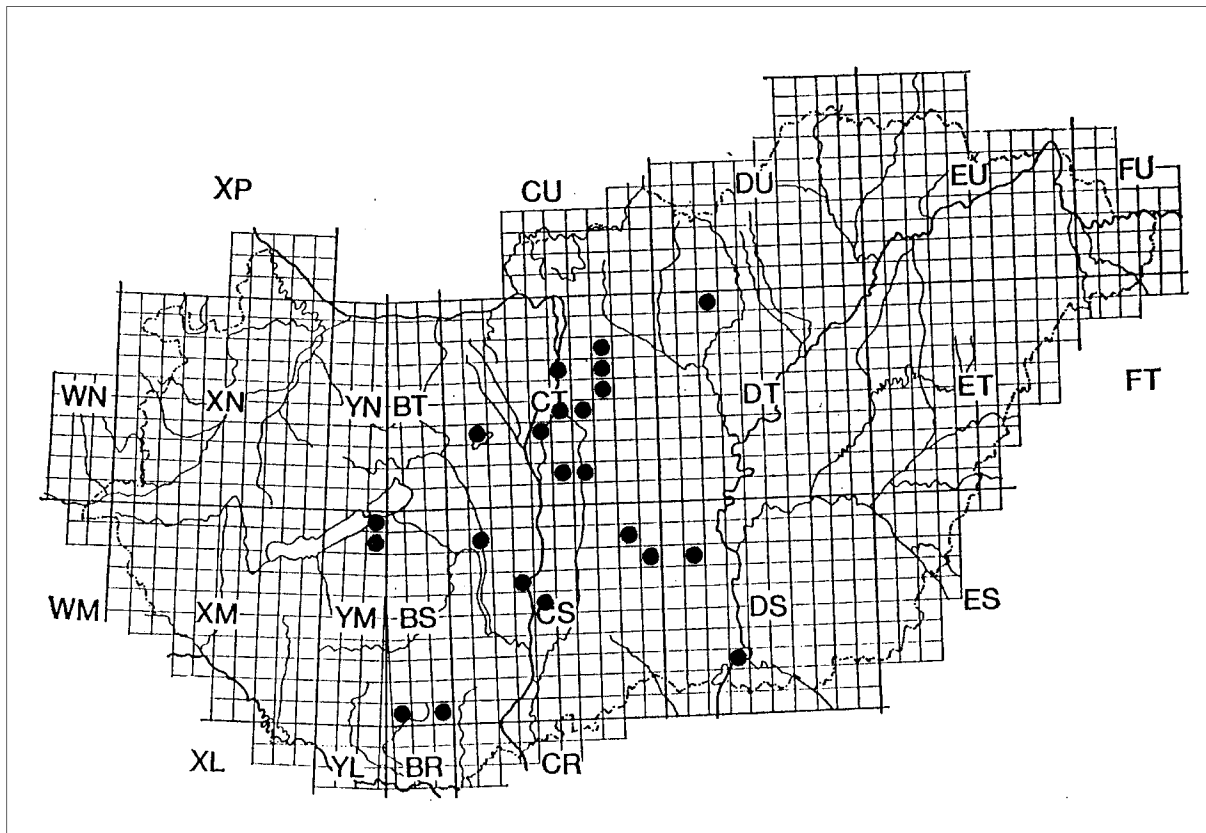 DU EU FU
XP CU
WN XN YN BT CT DT ET FT
WM XM YM BS CS DS ES
XL YL BR CR